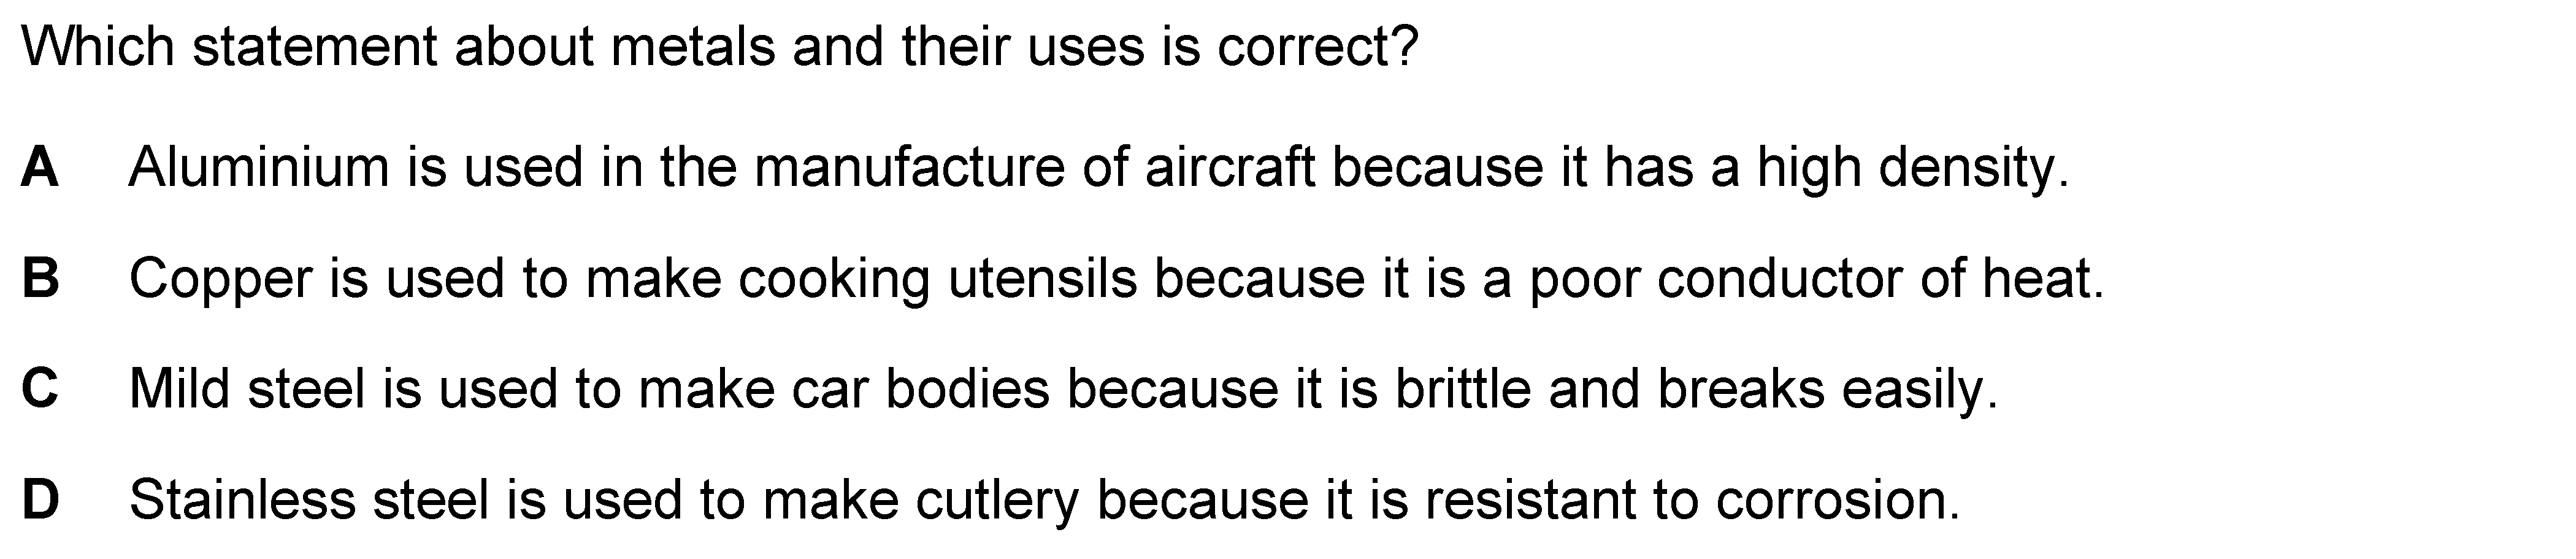 Which statement about metals and their uses is correct?
A Aluminium is used in the manufacture of aircraft because it has a high density.
B Copper is used to make cooking utensils because it is a poor conductor of heat.
C Mild steel is used to make car bodies because it is brittle and breaks easily.
D Stainless steel is used to make cutlery because it is resistant to corrosion.